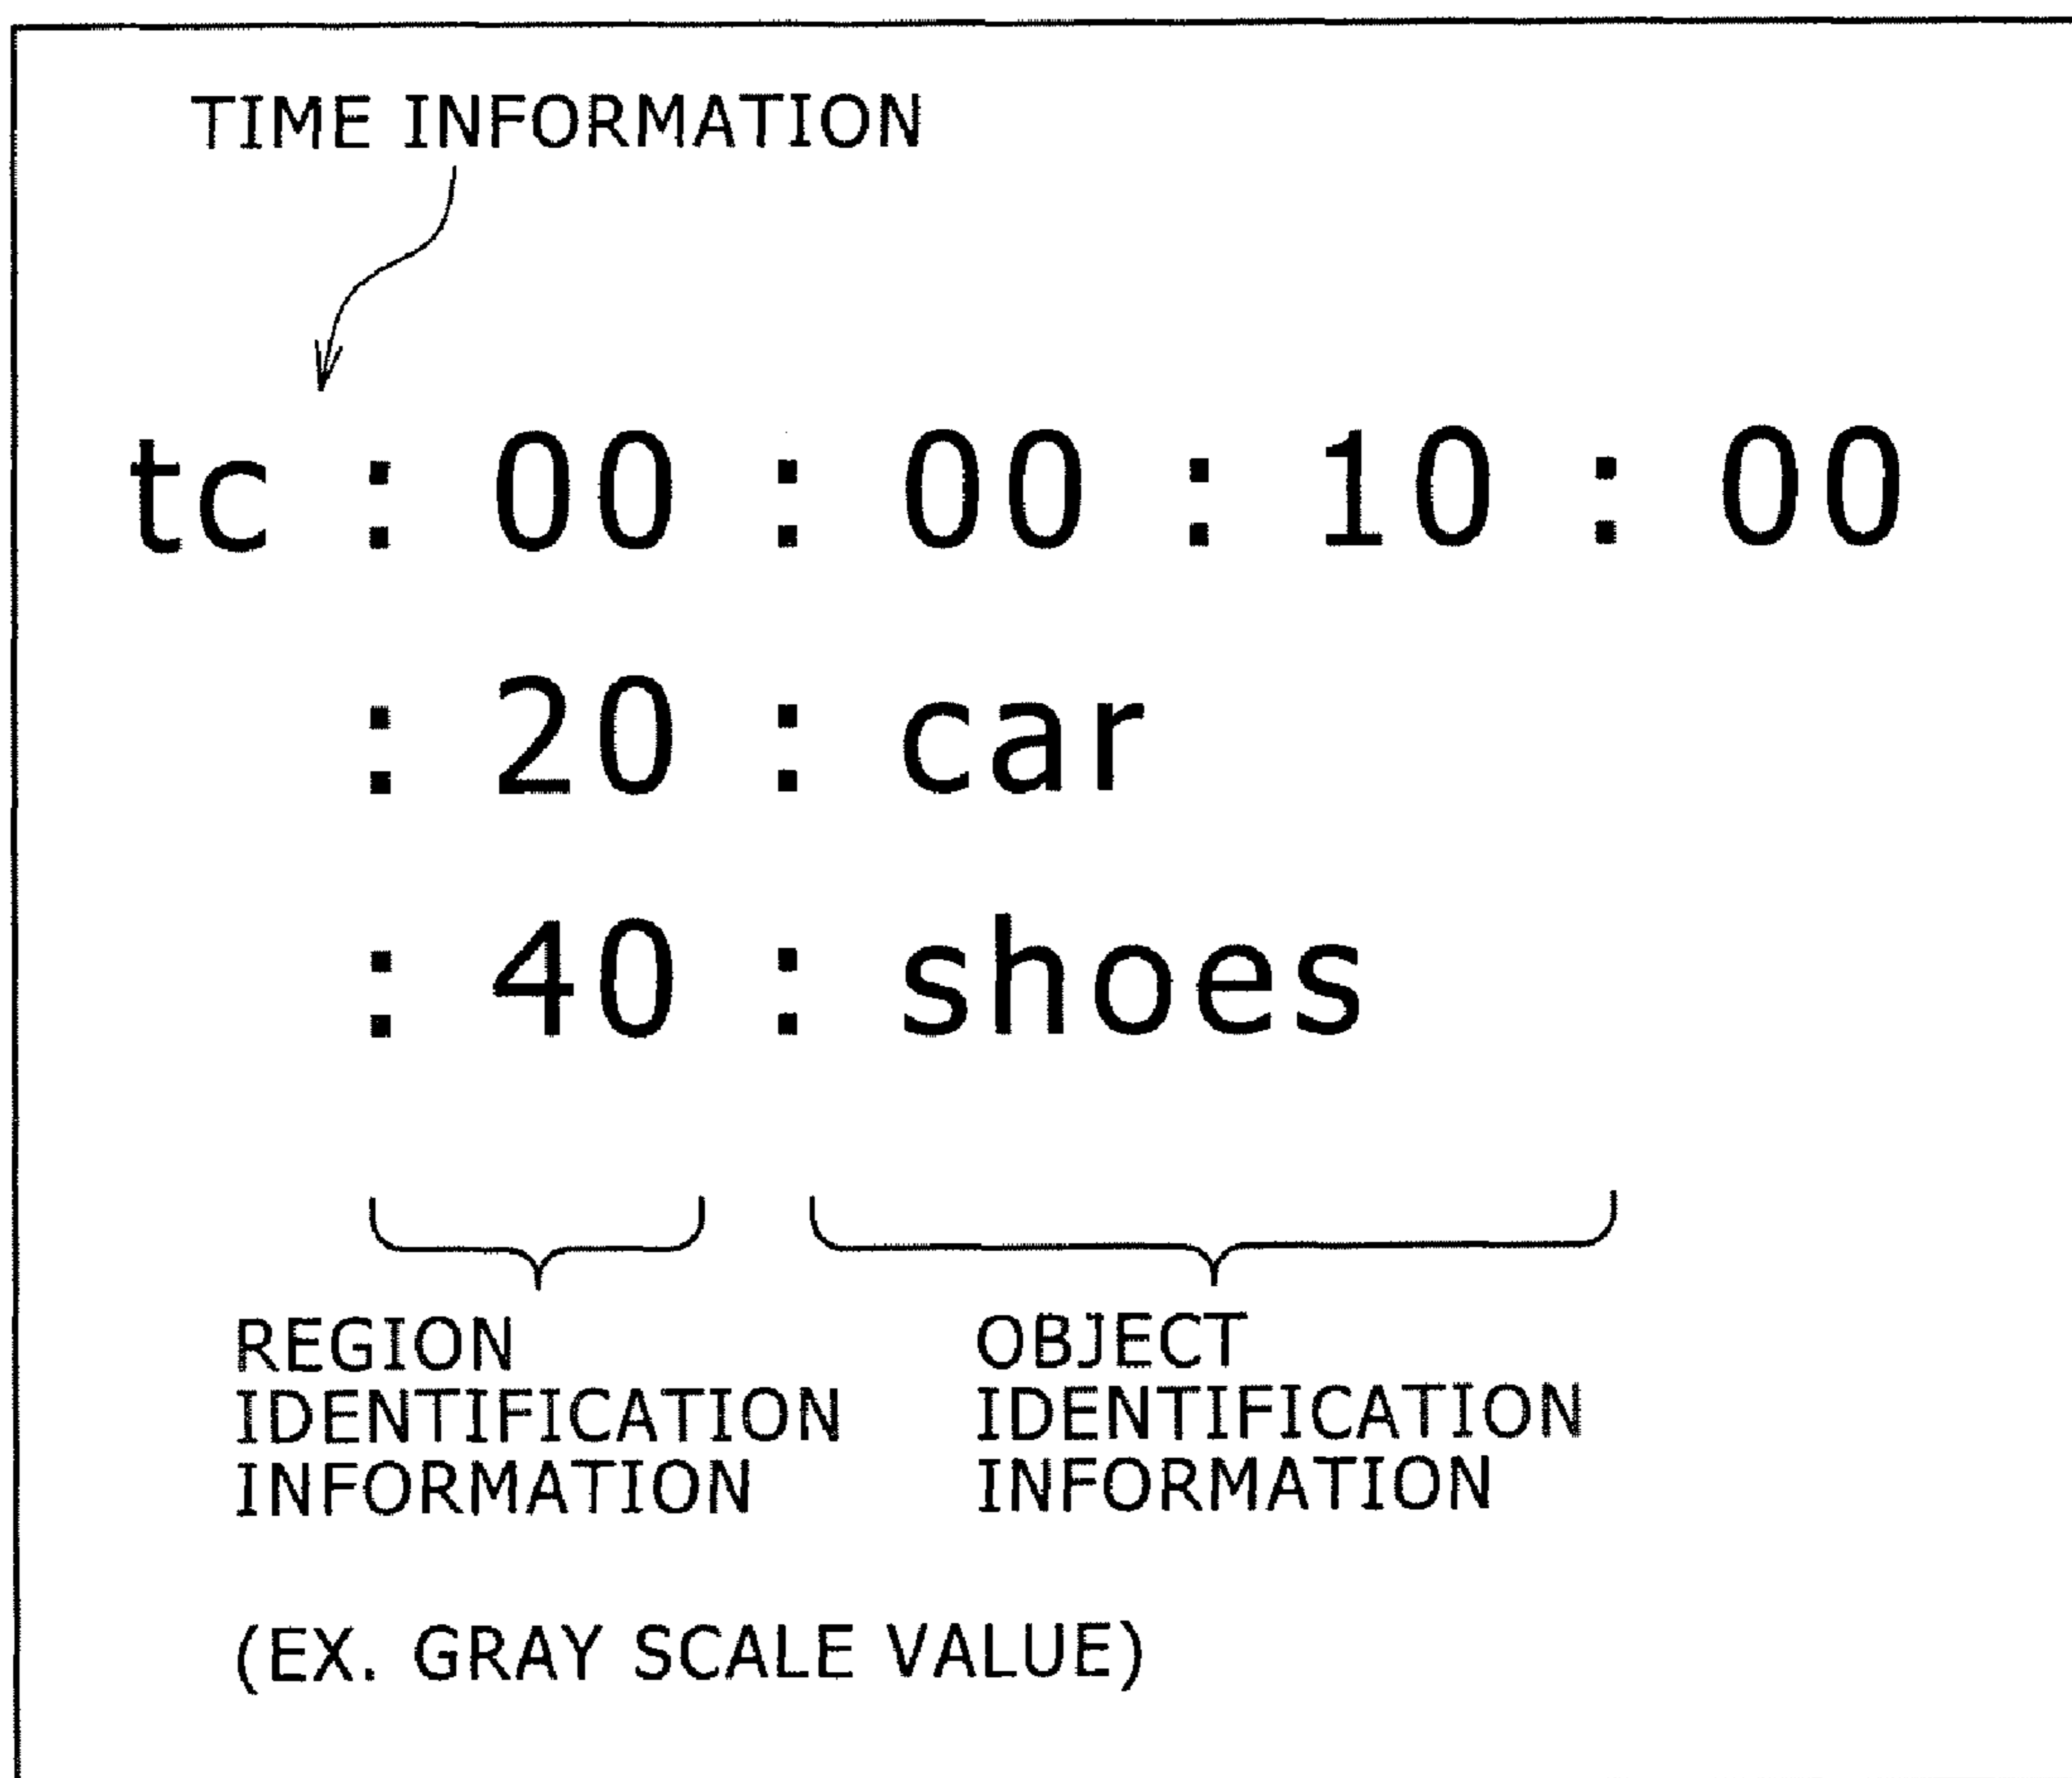 TIME INFORMATION
tc : 00 : 00 : 10 : 00
: 20 : car
: 40 : shoes
REGION
IDENTIFICATION
INFORMATION
OBJECT
IDENTIFICATION
INFORMATION
(EX. GRAY SCALE VALUE)